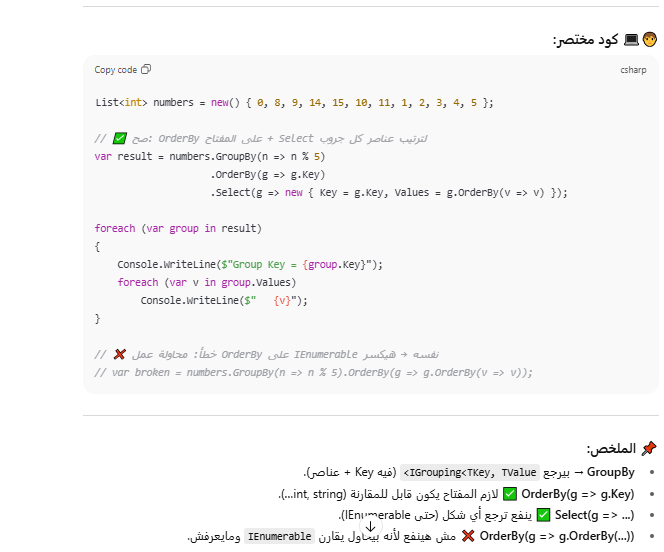 🧑‍💻 كود مختصر:
Copy code
csharp
List<int> numbers = new() { 0, 8, 9, 14, 15, 10, 11, 1, 2, 3, 4, 5 };
// ✅ صح: OrderBy على المفتاح + Select لترتيب عناصر كل جروب
var result = numbers.GroupBy(n => n % 5)
.OrderBy(g => g.Key)
.Select(g => new { Key = g.Key, Values = g.OrderBy(v => v) });
foreach (var group in result)
{
Console.WriteLine($"Group Key = {group.Key}");
foreach (var v in group.Values)
Console.WriteLine($"   {v}");
}
// ❌ خطأ: محاولة عمل OrderBy على IEnumerable نفسه → هيكسر
// var broken = numbers.GroupBy(n => n % 5).OrderBy(g => g.OrderBy(v => v));
📌 الملخص:
GroupBy → بيرجع IGrouping<TKey, TValue> (فيه Key + عناصر).
OrderBy(g => g.Key) ✅ لازم المفتاح يكون قابل للمقارنة (int, string...).
Select(g => ...) ✅ ينفع ترجع أي شكل (حتى IEnumerable).
OrderBy(g => g.OrderBy(...)) ❌ مش هينفع لأنه بيحاول يقارن IEnumerable ومايعرفش.